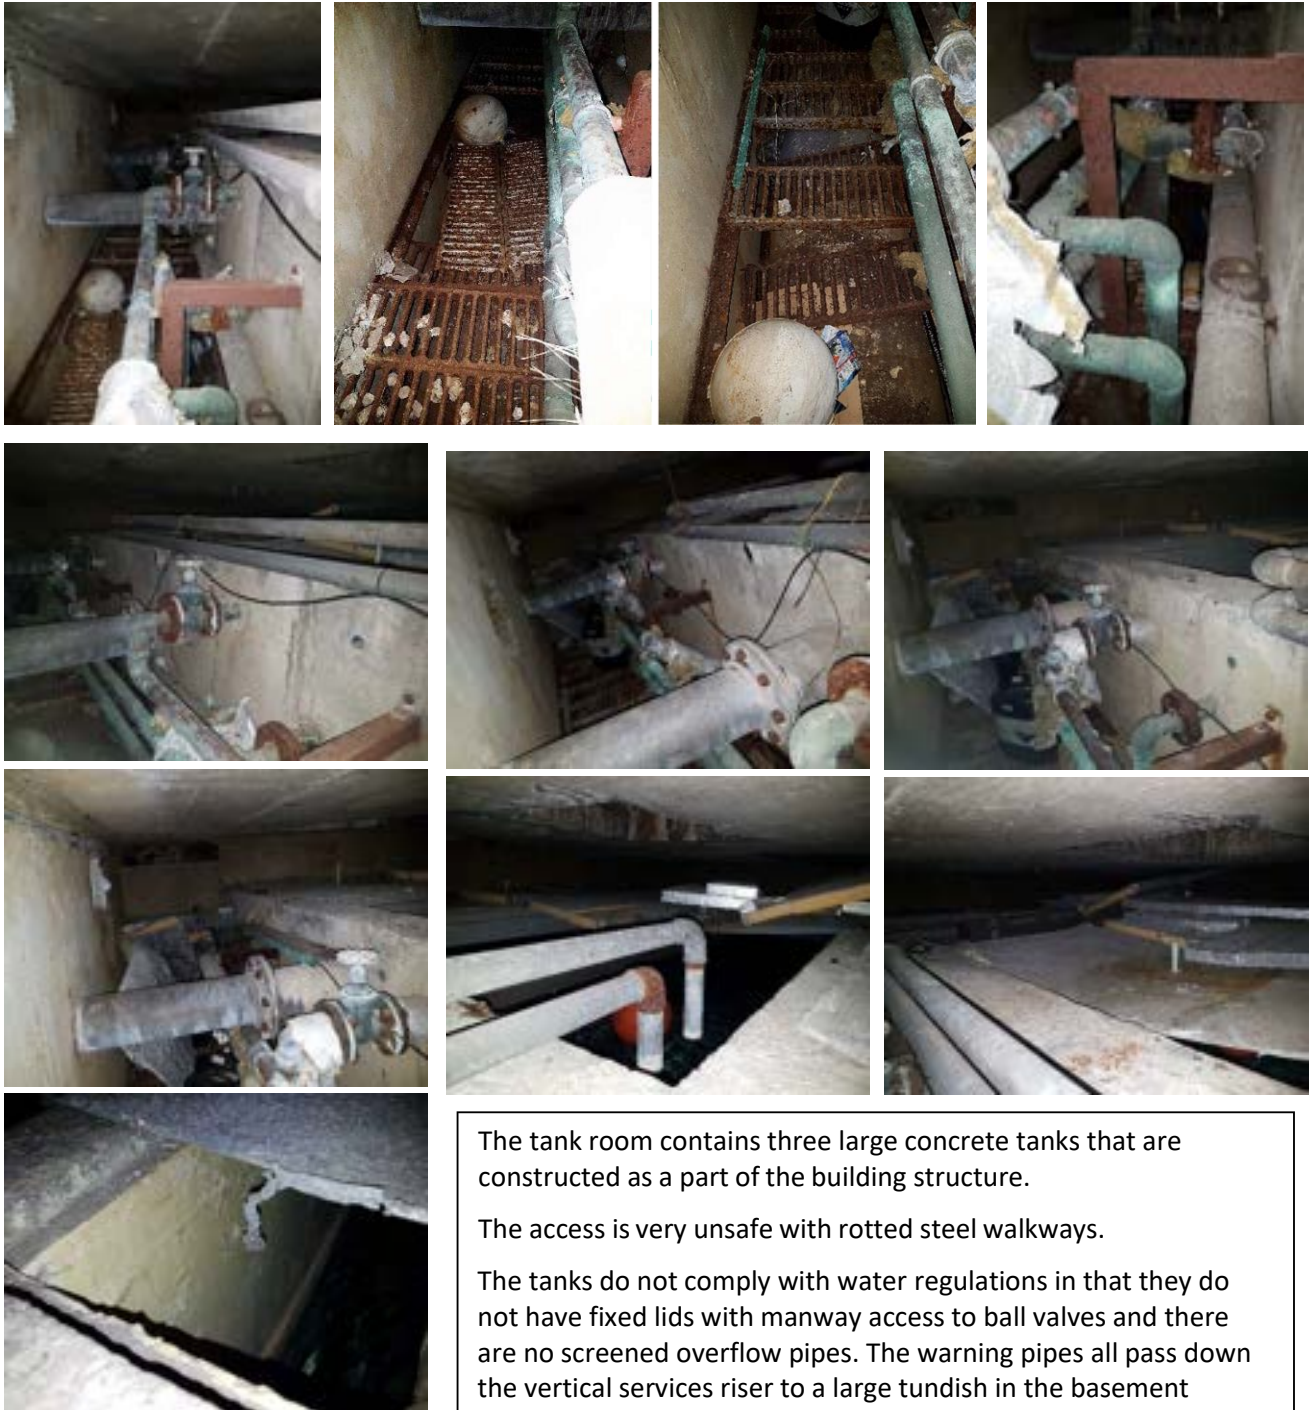 The tank room contains three large concrete tanks that are
constructed as a part of the building structure.
The access is very unsafe with rotted steel walkways.
The tanks do not comply with water regulations in that they do
not have fixed lids with manway access to ball valves and there
are no screened overflow pipes. The warning pipes all pass down
the vertical services riser to a large tundish in the basement